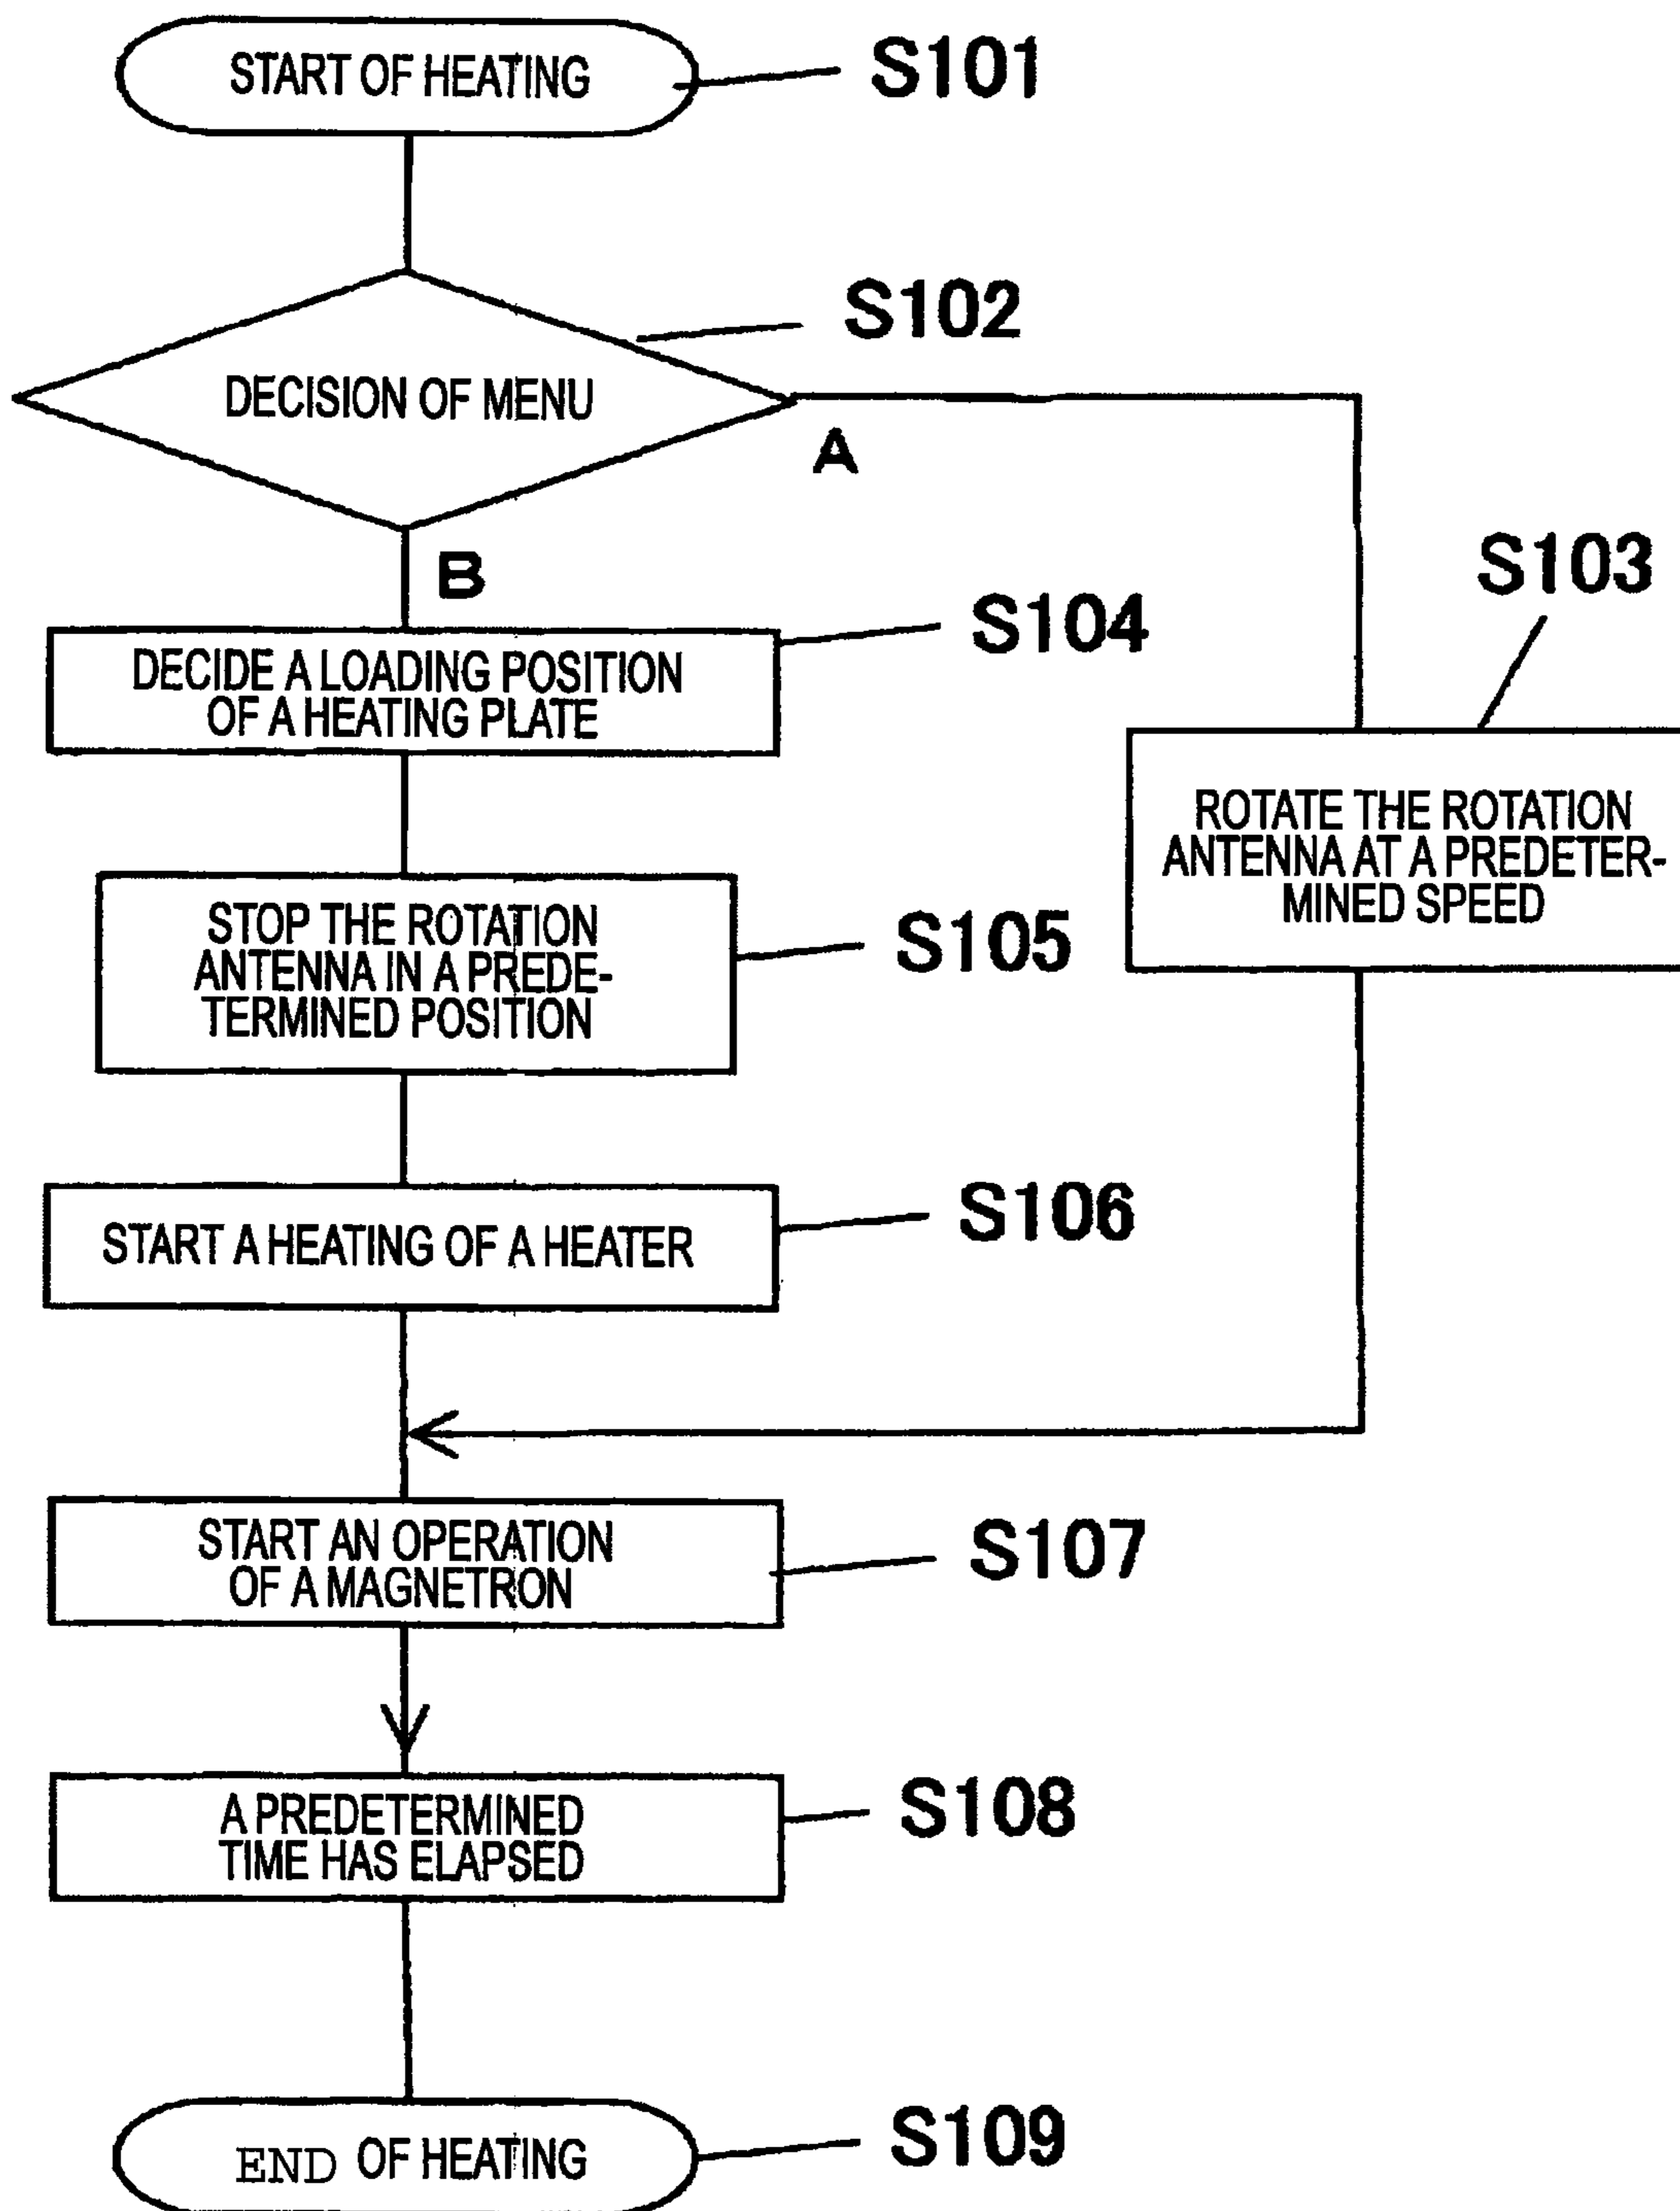 START OF HEATING
S101
S102
DECISION OF MENU
A
B
S103
S104
DECIDE A LOADING POSITION
OF A HEATING PLATE
ROTATE THE ROTATION
ANTENNA AT A PREDETER-
MINED SPEED
STOP THE ROTATION
ANTENNA IN A PREDE-
TERMINED POSITION
S105
START A HEATING OF A HEATER
S106
START AN OPERATION
OF A MAGNETRON
S107
A PREDETERMINED
TIME HAS ELAPSED
S108
END OF HEATING
S109